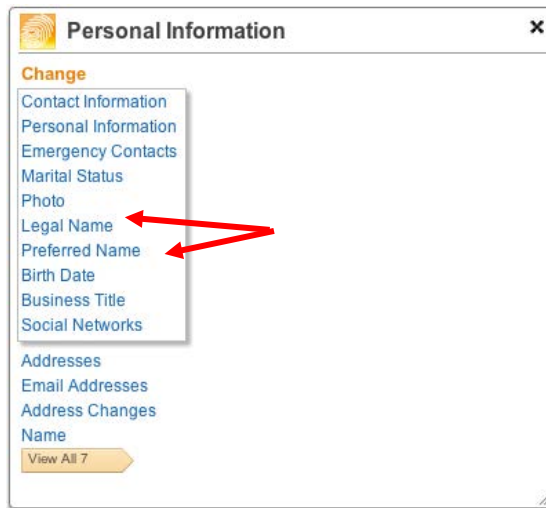 Personal Information
Change
Contact Information
Personal Information
Emergency Contacts
Marital Status
Photo
Legal Name
Preferred Name
Birth Date
Business Title
Social Networks
Addresses
Email Addresses
Address Changes
Name
View All 7